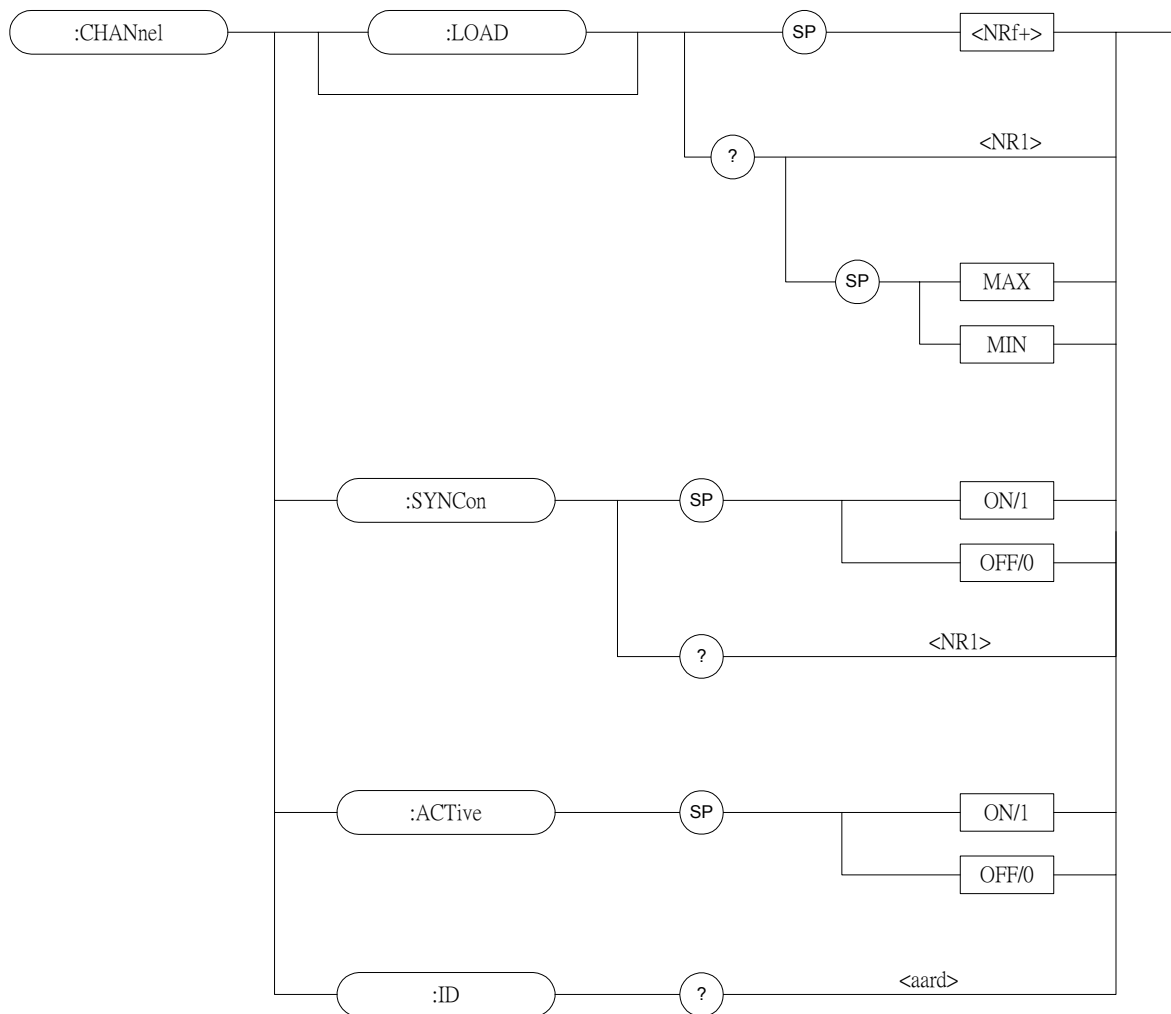 :CHANnel
:LOAD
SP
<NRf+>
?
<NR1>
SP
MAX
MIN
:SYNCon
SP
ON/1
OFF/0
?
<NR1>
:ACTive
SP
ON/1
OFF/0
:ID
?
<aard>